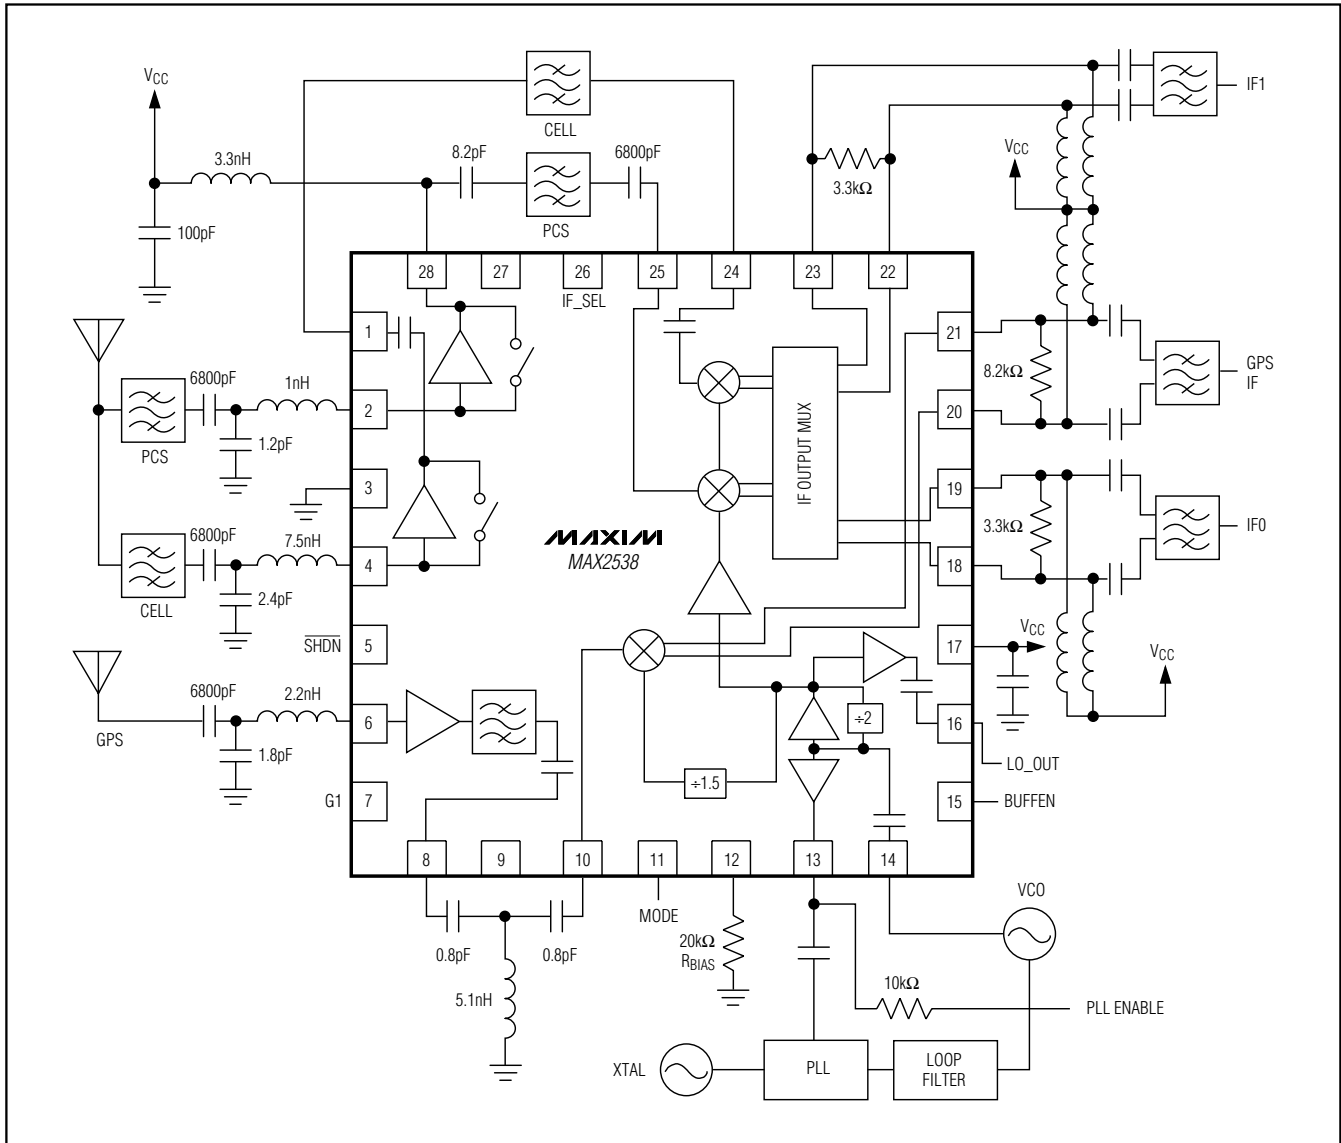 VCC
CELL
IF1
3.3nH
8.2pF
6800pF
VCC
3.3kΩ
100pF
PCS
28
27
26
25
24
23
22
IF_SEL
1
21
8.2kΩ
GPS
IF
6800pF
1nH
2
20
PCS
1.2pF
IF OUTPUT MUX
3
19
3.3kΩ
IF0
6800pF
7.5nH
MAXIM
MAX2538
4
18
CELL
2.4pF
SHDN
5
17
VCC
VCC
6800pF
2.2nH
6
÷2
16
GPS
1.8pF
LO_OUT
÷1.5
G1
7
15
BUFFEN
8
9
10
11
12
13
14
MODE
VCO
0.8pF
0.8pF
20kΩ
RBIAS
5.1nH
10kΩ
PLL ENABLE
XTAL
PLL
LOOP
FILTER